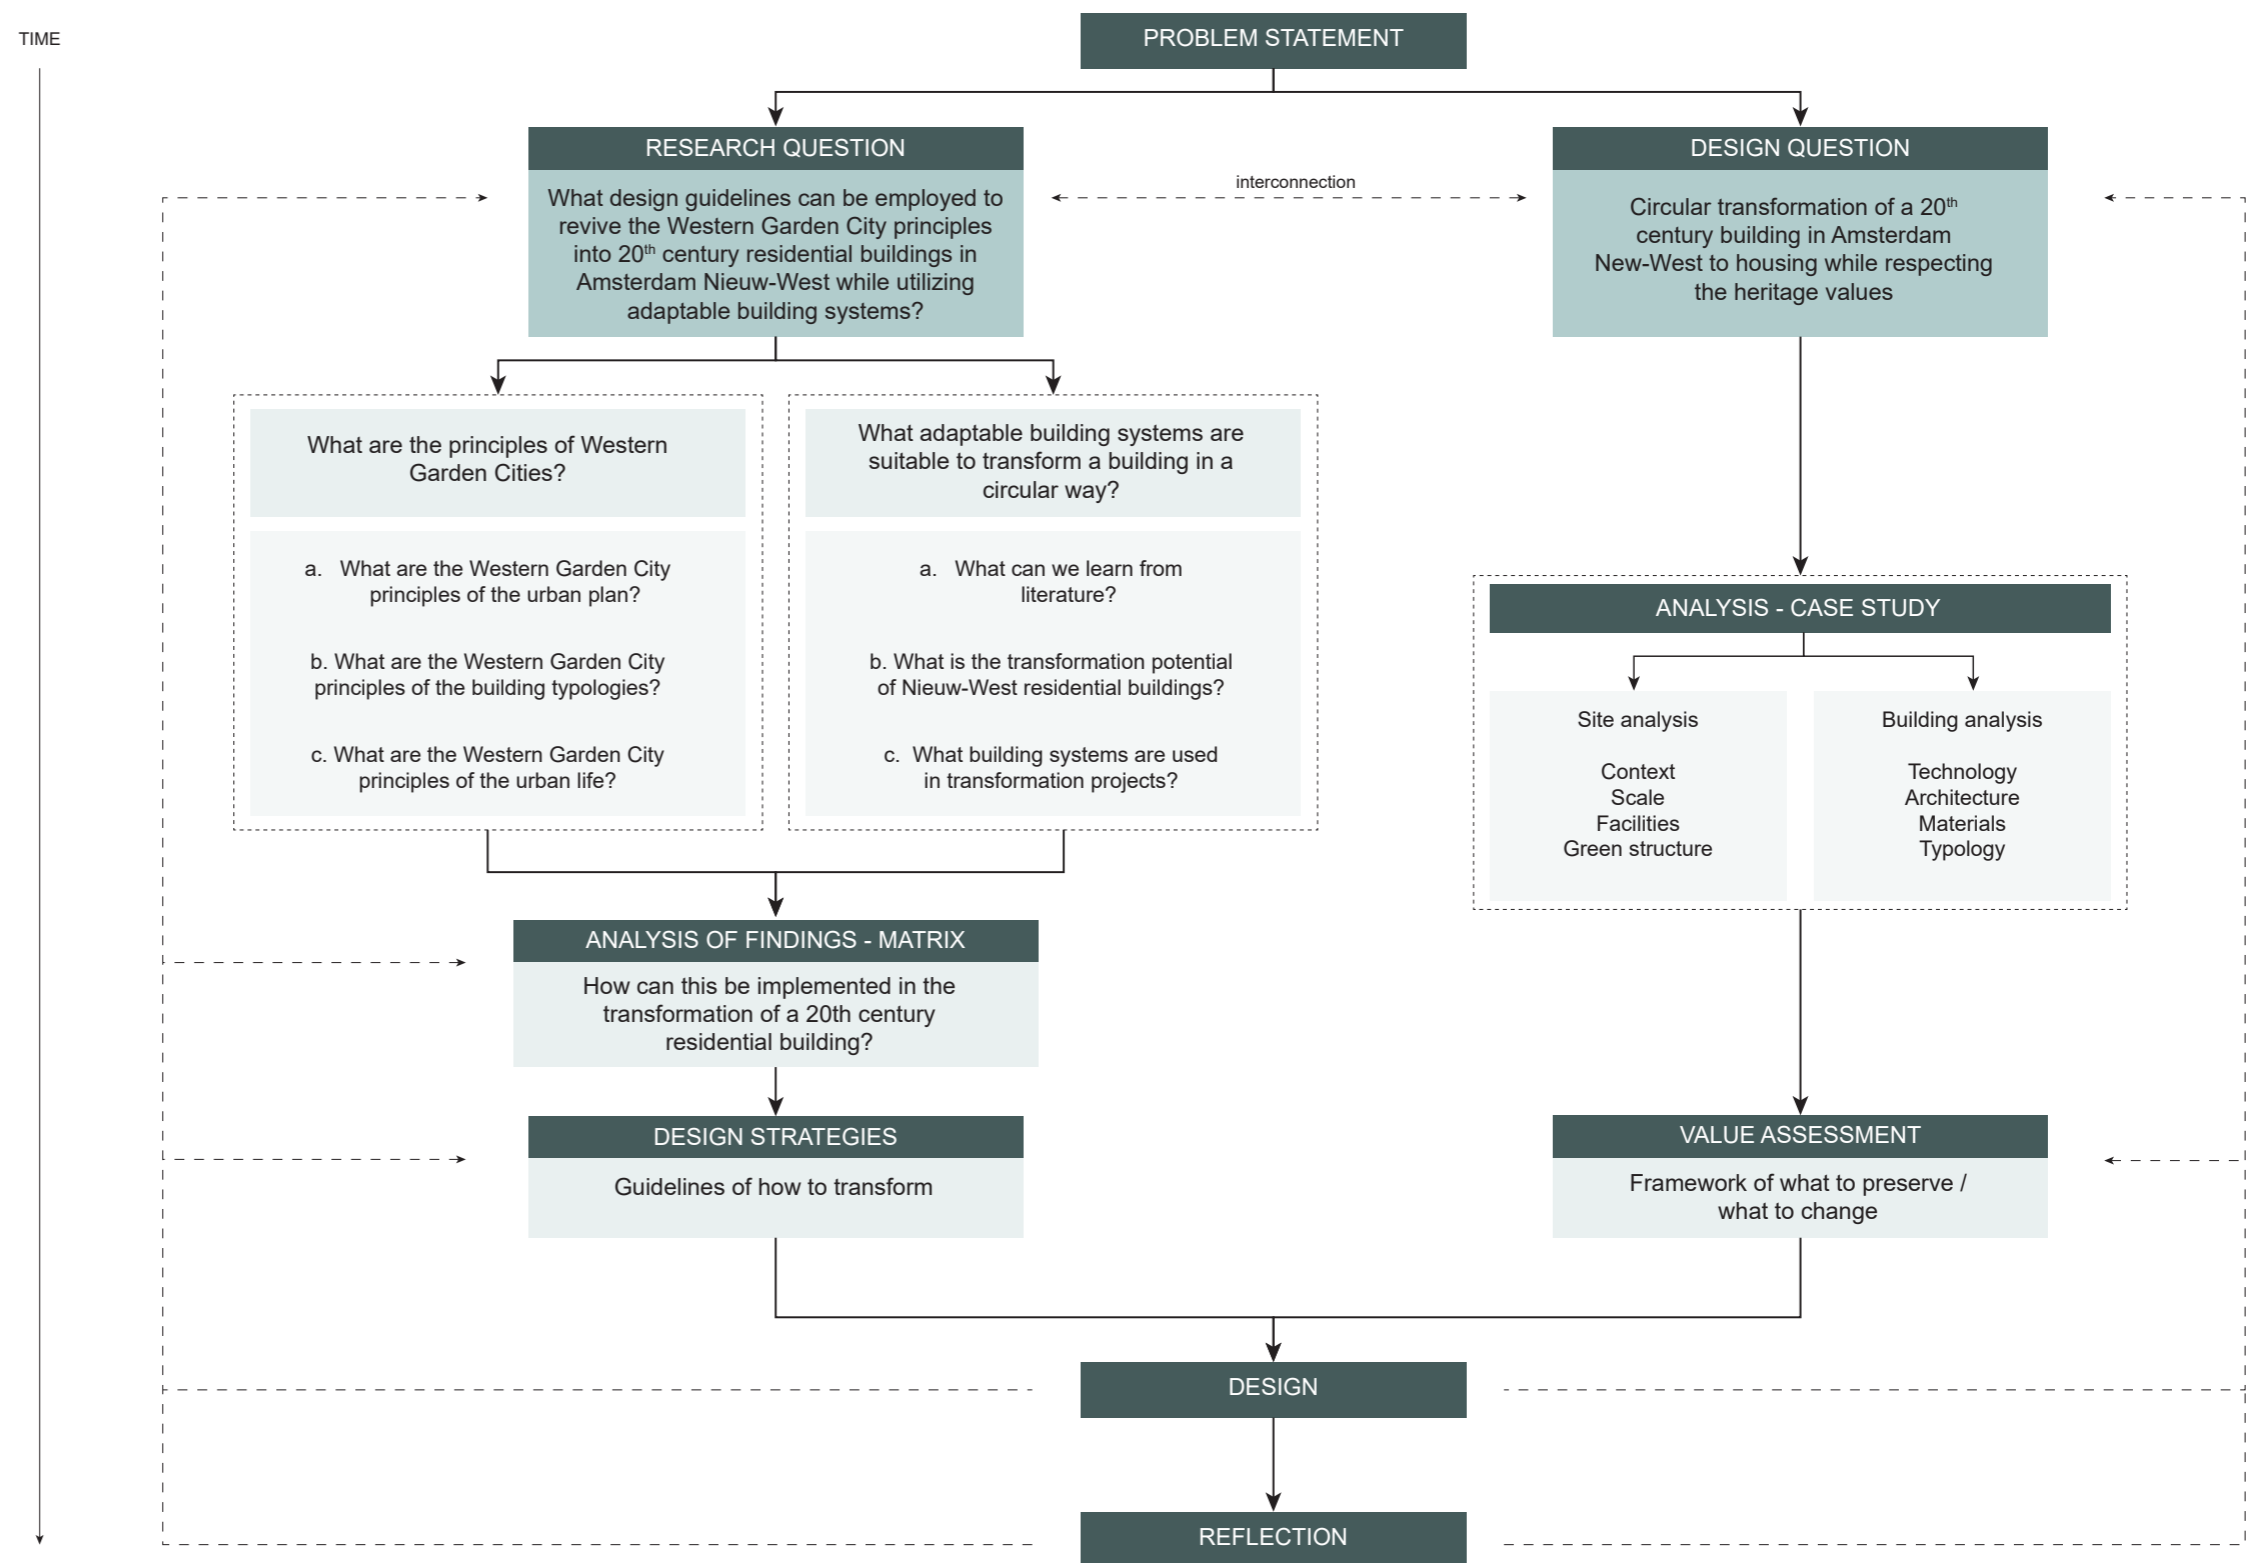 TIME
PROBLEM STATEMENT
RESEARCH QUESTION
What design guidelines can be employed to
revive the Western Garden City principles
into 20th century residential buildings in
Amsterdam Nieuw-West while utilizing
adaptable building systems?
interconnection
DESIGN QUESTION
Circular transformation of a 20th
century building in Amsterdam
New-West to housing while respecting
the heritage values
What are the principles of Western
Garden Cities?
a. What are the Western Garden City
principles of the urban plan?
b. What are the Western Garden City
principles of the building typologies?
c. What are the Western Garden City
principles of the urban life?
What adaptable building systems are
suitable to transform a building in a
circular way?
a. What can we learn from
literature?
b. What is the transformation potential
of Nieuw-West residential buildings?
c. What building systems are used
in transformation projects?
ANALYSIS - CASE STUDY
Site analysis
Context
Scale
Facilities
Green structure
Building analysis
Technology
Architecture
Materials
Typology
ANALYSIS OF FINDINGS - MATRIX
How can this be implemented in the
transformation of a 20th century
residential building?
DESIGN STRATEGIES
Guidelines of how to transform
VALUE ASSESSMENT
Framework of what to preserve /
what to change
DESIGN
REFLECTION